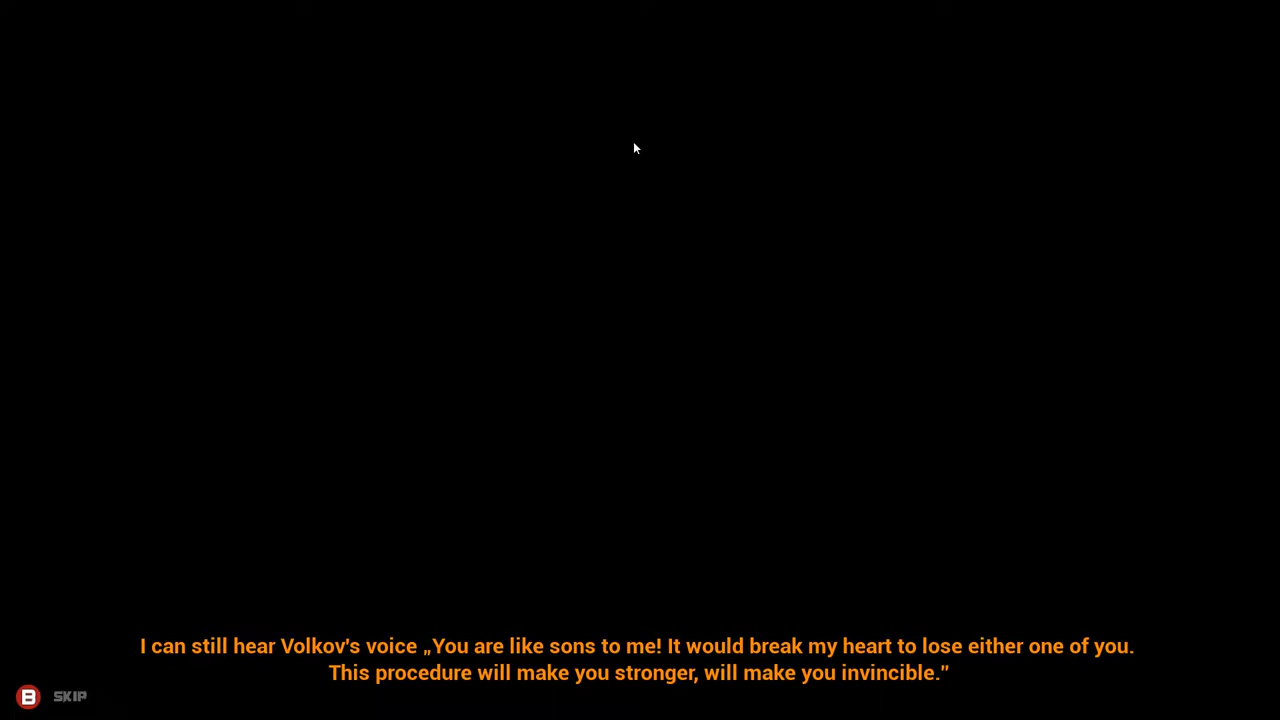 I can still hear Volkov's voice „You are like sons to me! It would break my heart to lose either one of you.
This procedure will make you stronger, will make you invincible.”
B SKIP